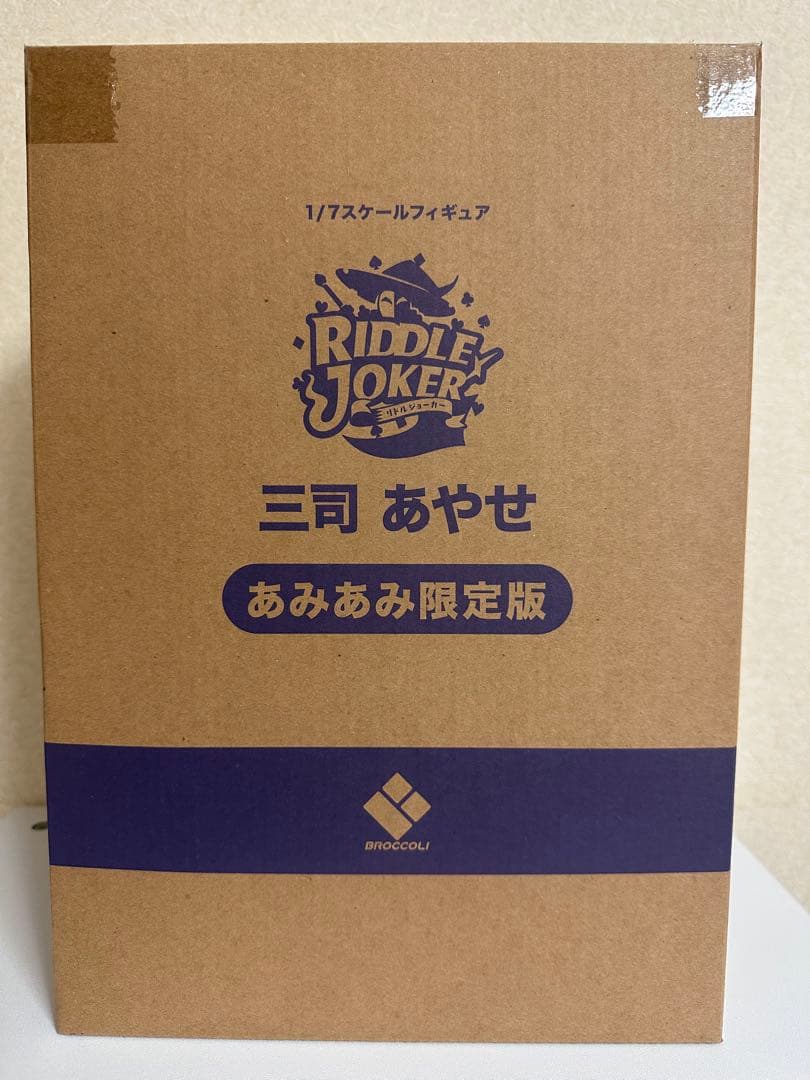 1/7スケールフィギュア
RIDDLE
JOKER
リドルジョーカー
三司 あやせ
あみあみ限定版
BROCCOLI